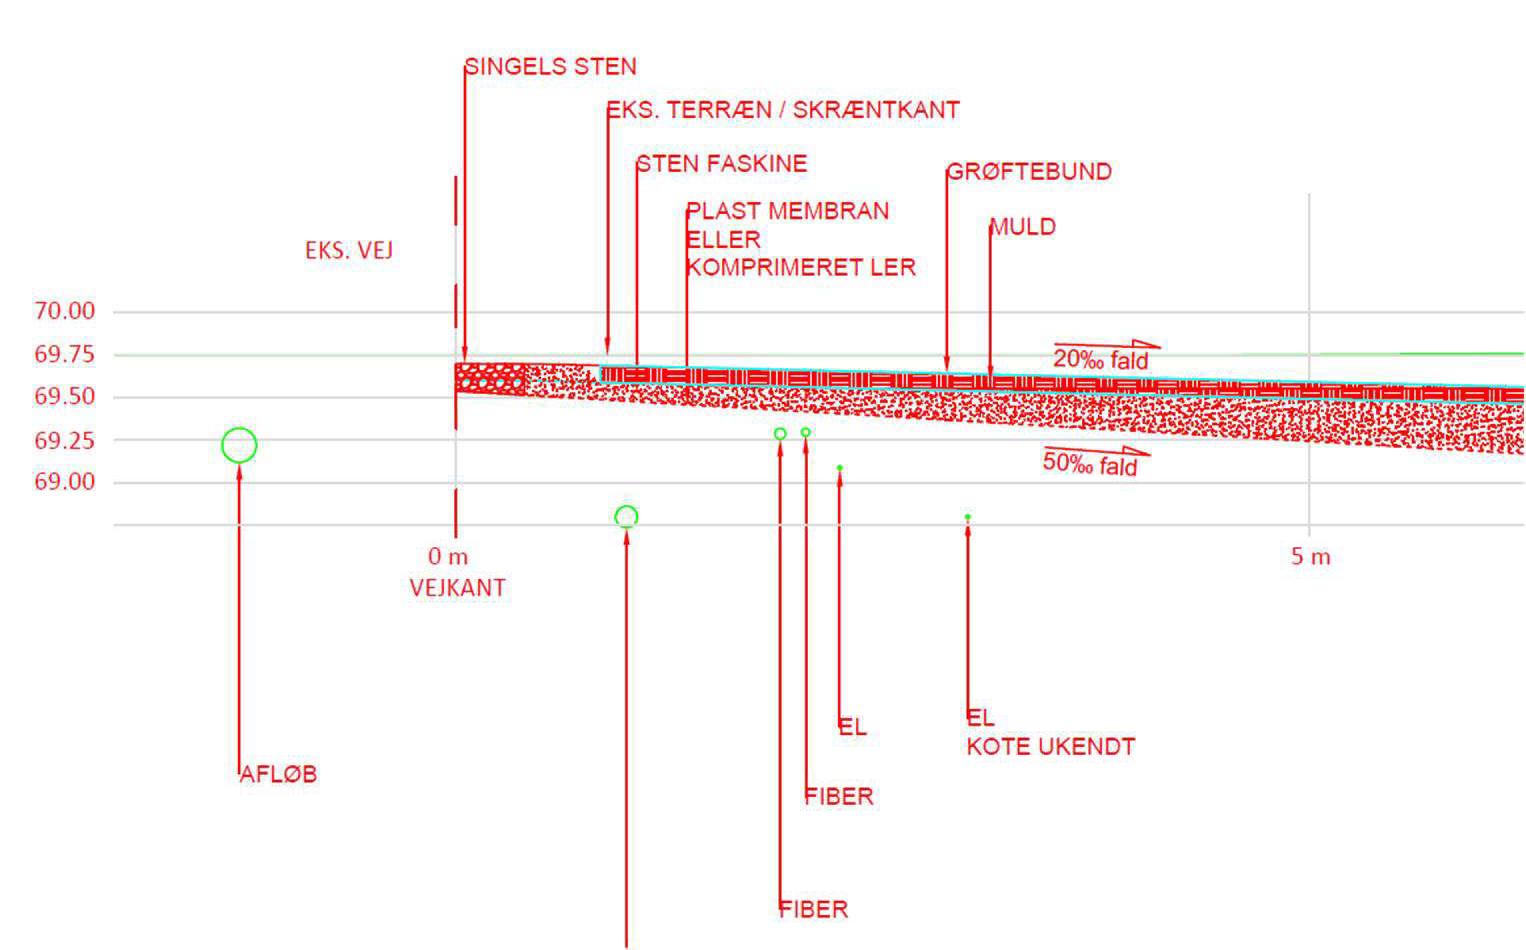 SINGELS STEN
EKS. TERRÆN / SKRÆNTKANT
STEN FASKINE
GRØFTEBUND
PLAST MEMBRAN
ELLER
KOMPRIMERET LER
MULD
EKS. VEJ
70.00
69.75
69.50
69.25
69.00
20‰ fald
50‰ fald
0 m
VEJKANT
5 m
EL
KOTE UKENDT
EL
AFLØB
FIBER
FIBER